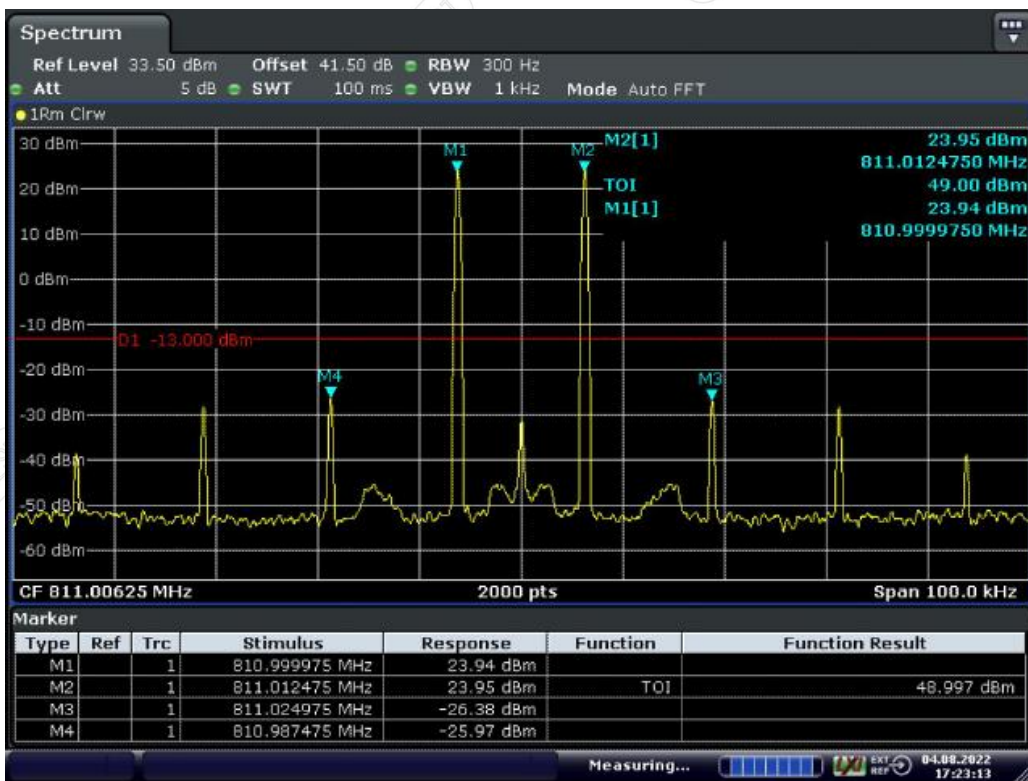 Spectrum
Ref Level 33.50 dBm Offset 41.50 dB RBW 300 Hz
Att 5 dB SWT 100 ms VBW 1 kHz Mode Auto FFT
1Rm Clrw
30 dBm
20 dBm
10 dBm
0 dBm
-10 dBm
-20 dBm
-30 dBm
-40 dBm
-50 dBm
-60 dBm
M1
M2
M2[1] 23.95 dBm
811.0124750 MHz
TOI 49.00 dBm
M1[1] 23.94 dBm
810.9999750 MHz
D1 -13.000 dBm
M4
M3
CF 811.00625 MHz 2000 pts Span 100.0 kHz
Marker
Type Ref Trc Stimulus Response Function Function Result
M1 1 810.999975 MHz 23.94 dBm
M2 1 811.012475 MHz 23.95 dBm TOI 48.997 dBm
M3 1 811.024975 MHz -26.38 dBm
M4 1 810.987475 MHz -25.97 dBm
Measuring... LXI EXT REF 04.08.2022
17:23:13